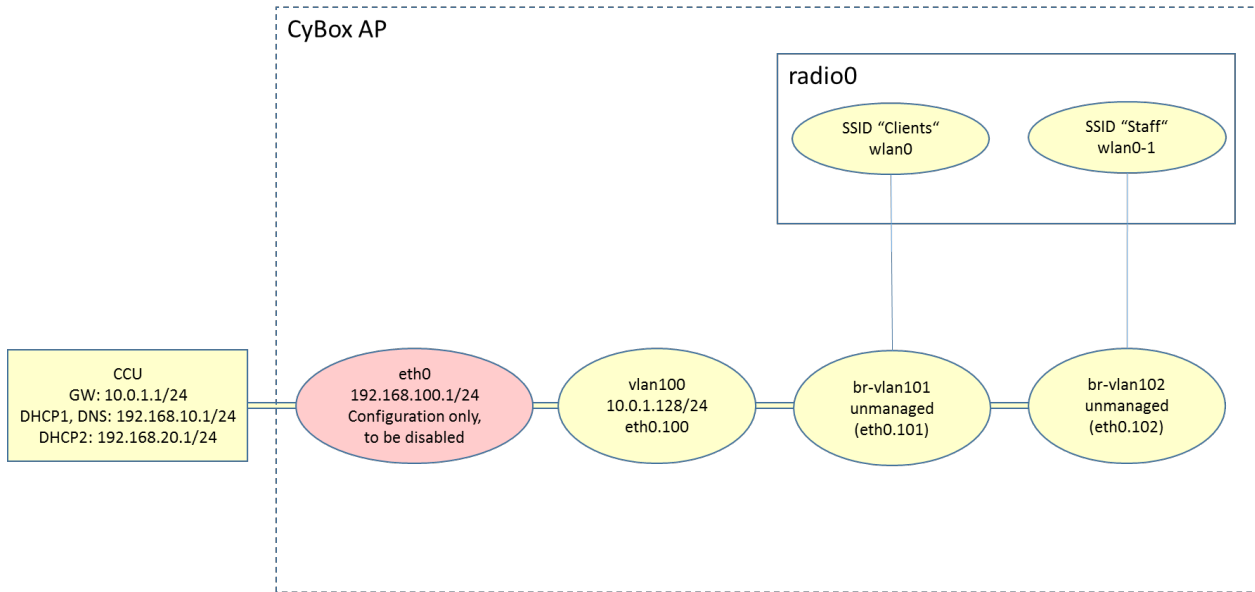 CyBox AP
radio0
SSID "Clients“
wlan0
SSID "Staff“
wlan0-1
CCU
GW: 10.0.1.1/24
DHCP1, DNS: 192.168.10.1/24
DHCP2: 192.168.20.1/24
eth0
192.168.100.1/24
Configuration only,
to be disabled
vlan100
10.0.1.128/24
eth0.100
br-vlan101
unmanaged
(eth0.101)
br-vlan102
unmanaged
(eth0.102)